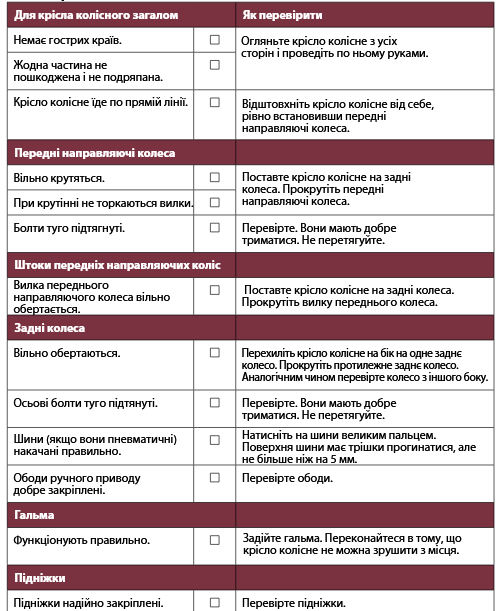 Для крісла колісного загалом
Як перевірити
Немає гострих країв.
☐
Огляньте крісло колісне з усіх
сторін і проведіть по ньому руками.
Жодна частина не
пошкоджена і не подряпана.
☐
Крісло колісне їде по прямій лінії.
☐
Відштовхніть крісло колісне від себе,
рівно встановивши передні
направляючі колеса.
Передні направляючі колеса
Вільно крутяться.
☐
Поставте крісло колісне на задні
колеса. Прокрутіть передні
направляючі колеса.
При крутінні не торкаються вилки.
☐
Болти туго підтягнуті.
☐
Перевірте. Вони мають добре
триматися. Не перетягуйте.
Штоки передніх направляючих коліс
Вилка переднього
направляючого колеса вільно
обертається.
☐
Поставте крісло колісне на задні колеса.
Прокрутіть вилку переднього колеса.
Задні колеса
Вільно обертаються.
☐
Перехиліть крісло колісне на бік на одне заднє
колесо. Прокрутіть протилежне заднє колесо.
Аналогічним чином перевірте колесо з іншого боку.
Осьові болти туго підтянуті.
☐
Перевірте. Вони мають добре
триматися. Не перетягуйте.
Шини (якщо вони пневматичні)
накачані правильно.
☐
Натисніть на шини великим пальцем.
Поверхня шини має трішки прогинатися, але
не більше ніж на 5 мм.
Ободи ручного приводу
добре закріплені.
☐
Перевірте ободи.
Гальма
Функціонують правильно.
☐
Задійте гальма. Переконайтеся в тому, що
крісло колісне не можна зрушити з місця.
Підніжки
Підніжки надійно закріплені.
☐
Перевірте підніжки.